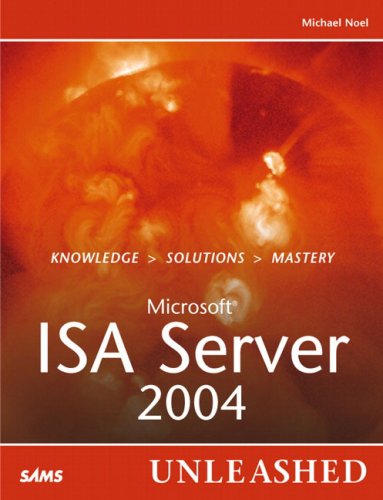 Michael Noel
KNOWLEDGE > SOLUTIONS > MASTERY
Microsoft®
ISA Server
2004
SAMS
UNLEASHED